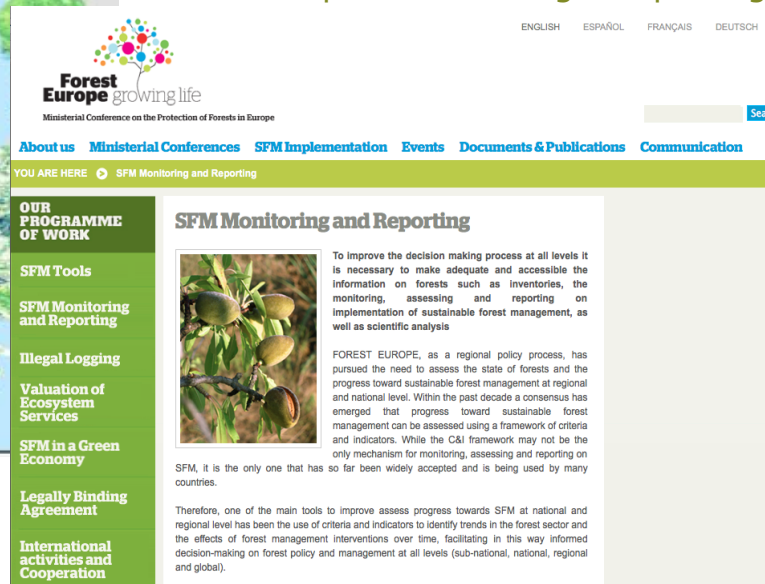 ENGLISH ESPAÑOL FRANÇAIS DEUTSCH
Forest
Europe growing life
Ministerial Conference on the Protection of Forests in Europe
About us Ministerial Conferences SFM Implementation Events Documents & Publications Communication
YOU ARE HERE SFM Monitoring and Reporting
OUR
PROGRAMME
OF WORK
SFM Tools
SFM Monitoring
and Reporting
Illegal Logging
Valuation of
Ecosystem
Services
SFM in a Green
Economy
Legally Binding
Agreement
International
activities and
Cooperation
SFM Monitoring and Reporting
To improve the decision making process at all levels it
is necessary to make adequate and accessible the
information on forests such as inventories, the
monitoring, assessing and reporting on
implementation of sustainable forest management, as
well as scientific analysis
FOREST EUROPE, as a regional policy process, has
pursued the need to assess the state of forests and the
progress toward sustainable forest management at regional
and national level. Within the past decade a consensus has
emerged that progress toward sustainable forest
management can be assessed using a framework of criteria
and indicators. While the C&I framework may not be the
only mechanism for monitoring, assessing and reporting on
SFM, it is the only one that has so far been widely accepted and is being used by many
countries.
Therefore, one of the main tools to improve assess progress towards SFM at national and
regional level has been the use of criteria and indicators to identify trends in the forest sector and
the effects of forest management interventions over time, facilitating in this way informed
decision-making on forest policy and management at all levels (sub-national, national, regional
and global).